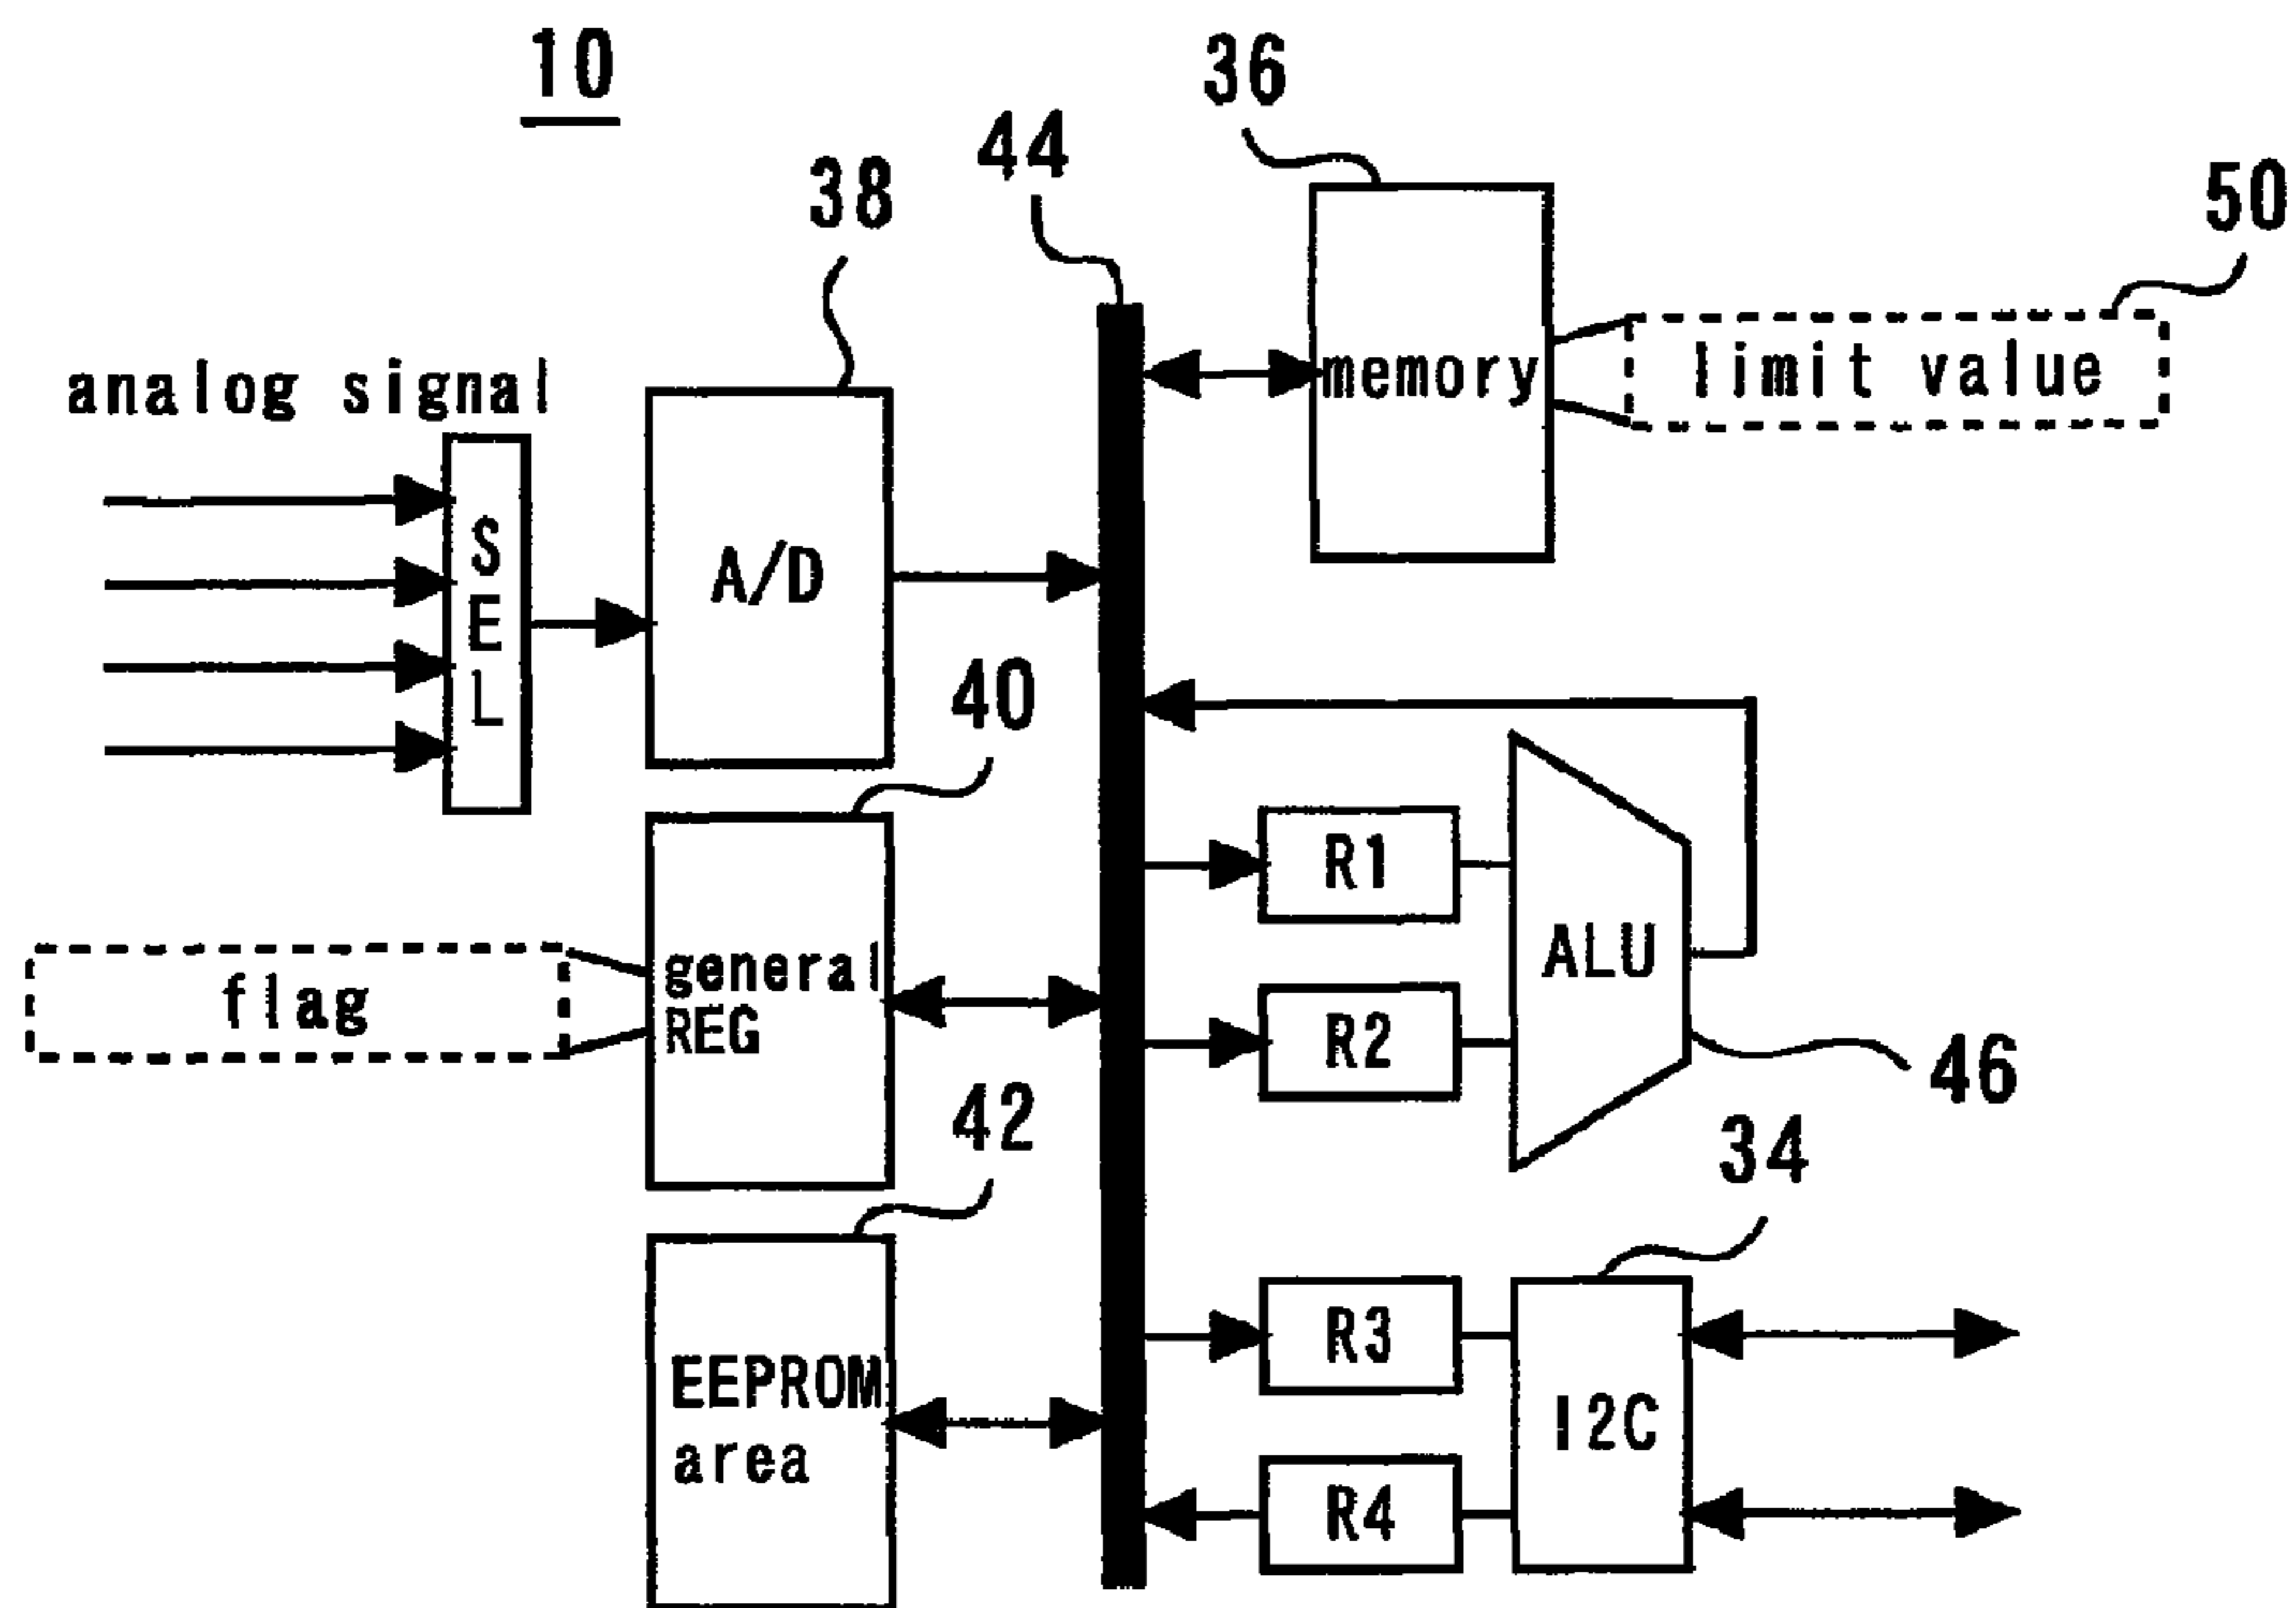 10
36
44
38
50
analog signal
memory
limit value
SEL
A/D
40
R1
ALU
general
REG
flag
R2
46
42
34
R3
EEPROM
area
I2C
R4